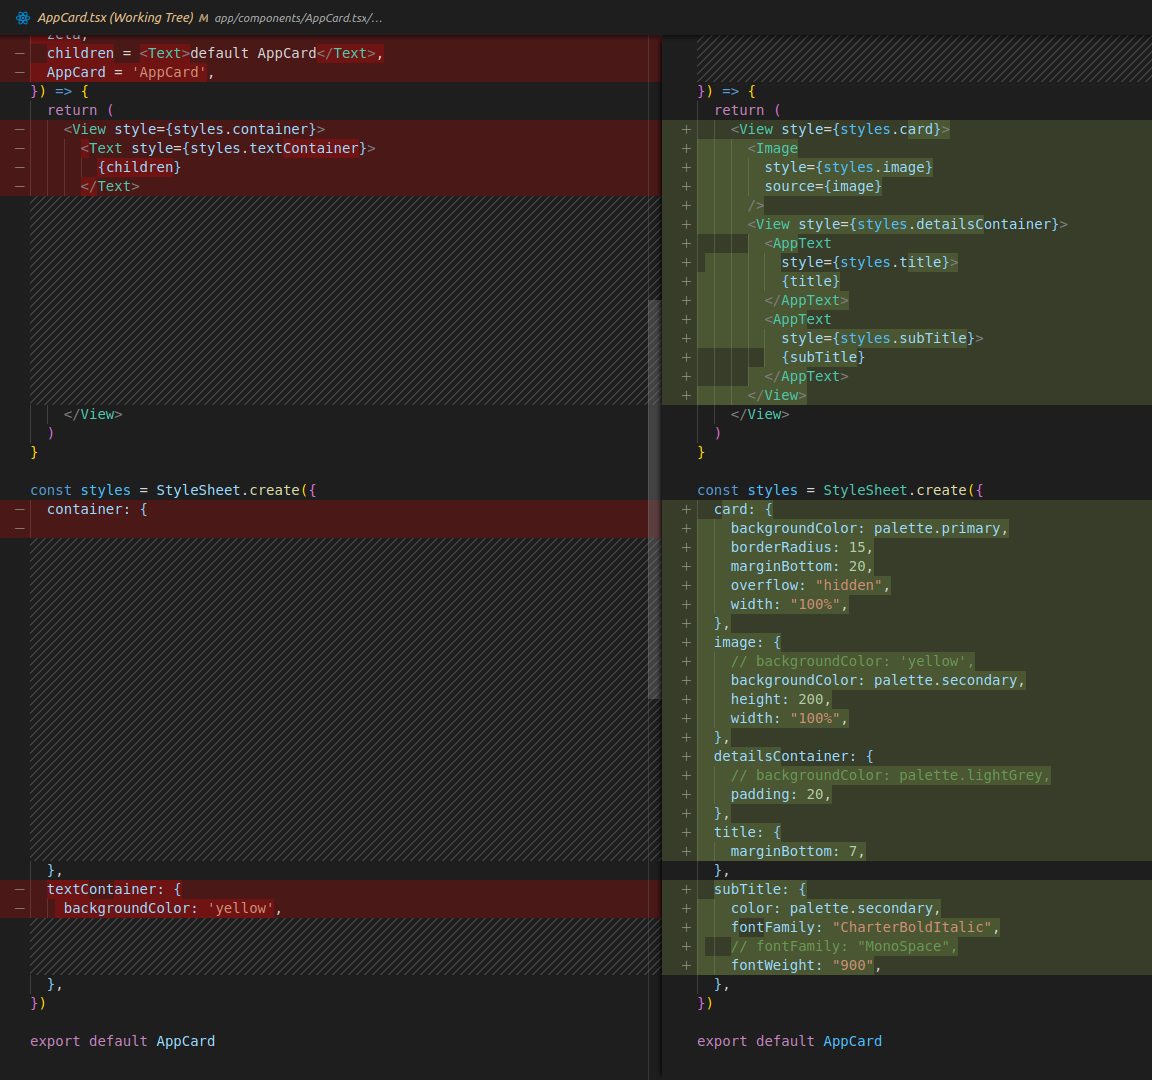 AppCard.tsx (Working Tree) M app/components/AppCard.tsx/...
zeta,
− children = <Text>default AppCard</Text>,
− AppCard = 'AppCard',
}) => {
return (
− <View style={styles.container}>
− <Text style={styles.textContainer}>
− {children}
− </Text>
</View>
)
}
const styles = StyleSheet.create({
− container: {
−
},
− textContainer: {
− backgroundColor: 'yellow',
},
})
export default AppCard
}) => {
return (
+ <View style={styles.card}>
+ <Image
+ style={styles.image}
+ source={image}
+ />
+ <View style={styles.detailsContainer}>
+ <AppText
+ style={styles.title}>
+ {title}
+ </AppText>
+ <AppText
+ style={styles.subTitle}>
+ {subTitle}
+ </AppText>
+ </View>
</View>
)
}
const styles = StyleSheet.create({
+ card: {
+ backgroundColor: palette.primary,
+ borderRadius: 15,
+ marginBottom: 20,
+ overflow: "hidden",
+ width: "100%",
+ },
+ image: {
+ // backgroundColor: 'yellow',
+ backgroundColor: palette.secondary,
+ height: 200,
+ width: "100%",
+ },
+ detailsContainer: {
+ // backgroundColor: palette.lightGrey,
+ padding: 20,
+ },
+ title: {
+ marginBottom: 7,
},
+ subTitle: {
+ color: palette.secondary,
+ fontFamily: "CharterBoldItalic",
+ // fontFamily: "MonoSpace",
+ fontWeight: "900",
},
})
export default AppCard